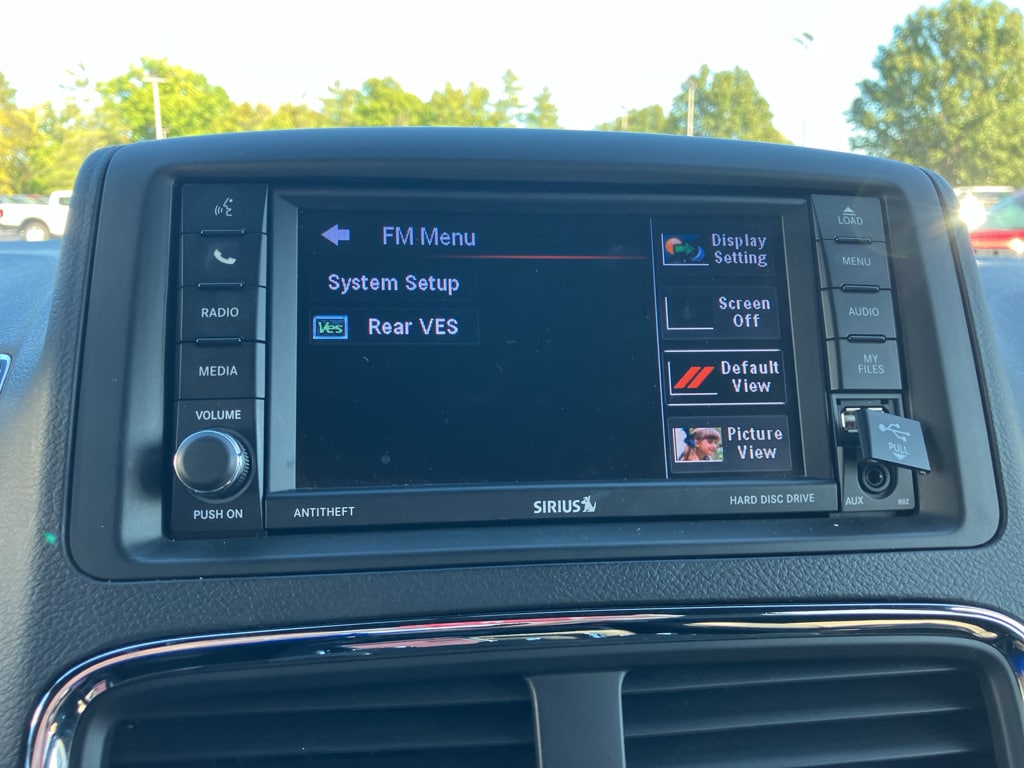 FM Menu
System Setup
Ves
Rear VES
Display
Setting
Screen
Off
Default
View
Picture
View
RADIO
MEDIA
VOLUME
PUSH ON
LOAD
MENU
AUDIO
MY
FILES
PULL
AUX
RBZ
ANTITHEFT
SIRIUS
HARD DISC DRIVE